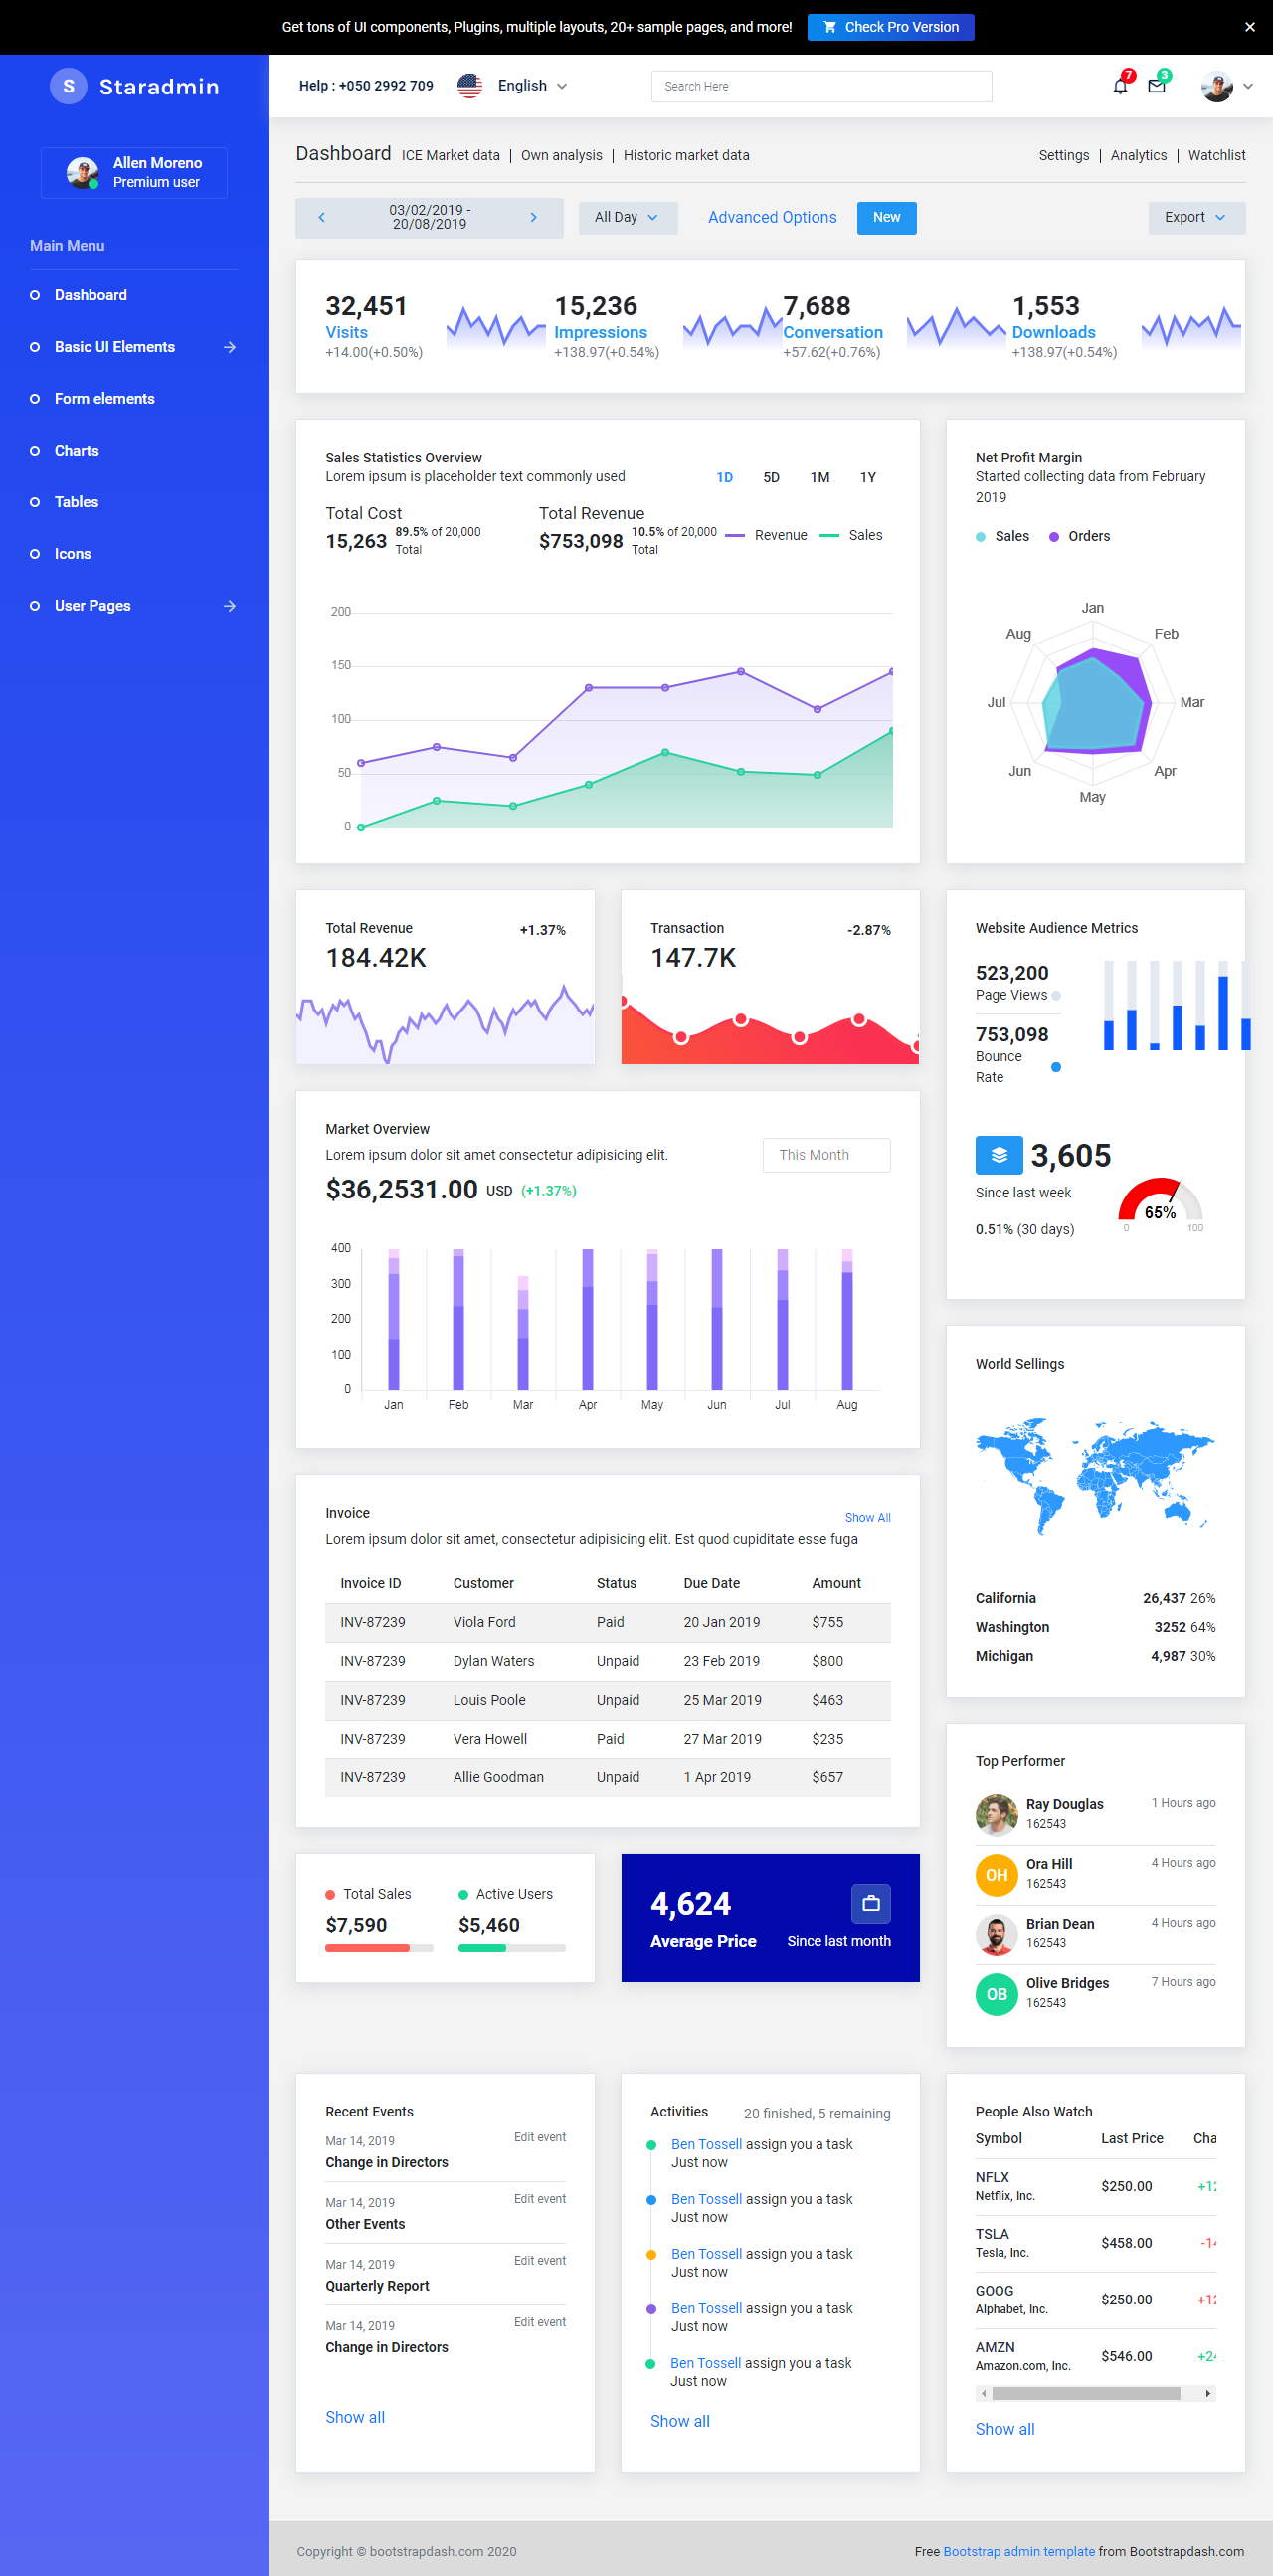 Get tons of UI components, Plugins, multiple layouts, 20+ sample pages, and more! Check Pro Version
S Staradmin
Help : +050 2992 709 English Search Here 7 3
Allen Moreno
Premium user
Main Menu
Dashboard
Basic UI Elements
Form elements
Charts
Tables
Icons
User Pages
Dashboard ICE Market data Own analysis Historic market data Settings Analytics Watchlist
03/02/2019 -
20/08/2019
All Day Advanced Options New Export
32,451
Visits
+14.00(+0.50%)
15,236
Impressions
+138.97(+0.54%)
7,688
Conversation
+57.62(+0.76%)
1,553
Downloads
+138.97(+0.54%)
Sales Statistics Overview
Lorem ipsum is placeholder text commonly used
1D 5D 1M 1Y
Total Cost
15,263 89.5% of 20,000
Total
Total Revenue
$753,098 10.5% of 20,000
Total
Revenue Sales
200
150
100
50
0
Net Profit Margin
Started collecting data from February
2019
Sales Orders
Jan
Aug Feb
Jul Mar
Jun Apr
May
Total Revenue +1.37%
184.42K
Transaction -2.87%
147.7K
Website Audience Metrics
523,200
Page Views
753,098
Bounce
Rate
3,605
Since last week
0.51% (30 days)
65%
0 100
Market Overview
Lorem ipsum dolor sit amet consectetur adipisicing elit.
This Month
$36,2531.00 USD (+1.37%)
400
300
200
100
0
Jan Feb Mar Apr May Jun Jul Aug
World Sellings
California 26,437 26%
Washington 3252 64%
Michigan 4,987 30%
Invoice Show All
Lorem ipsum dolor sit amet, consectetur adipisicing elit. Est quod cupiditate esse fuga
Invoice ID Customer Status Due Date Amount
INV-87239 Viola Ford Paid 20 Jan 2019 $755
INV-87239 Dylan Waters Unpaid 23 Feb 2019 $800
INV-87239 Louis Poole Unpaid 25 Mar 2019 $463
INV-87239 Vera Howell Paid 27 Mar 2019 $235
INV-87239 Allie Goodman Unpaid 1 Apr 2019 $657
Top Performer
Ray Douglas 1 Hours ago
162543
OH Ora Hill 4 Hours ago
162543
Brian Dean 4 Hours ago
162543
OB Olive Bridges 7 Hours ago
162543
Total Sales
$7,590
Active Users
$5,460
4,624
Average Price Since last month
Recent Events
Mar 14, 2019 Edit event
Change in Directors
Mar 14, 2019 Edit event
Other Events
Mar 14, 2019 Edit event
Quarterly Report
Mar 14, 2019 Edit event
Change in Directors
Show all
Activities 20 finished, 5 remaining
Ben Tossell assign you a task
Just now
Ben Tossell assign you a task
Just now
Ben Tossell assign you a task
Just now
Ben Tossell assign you a task
Just now
Ben Tossell assign you a task
Just now
Show all
People Also Watch
Symbol Last Price
NFLX
Netflix, Inc. $250.00
TSLA
Tesla, Inc. $458.00
GOOG
Alphabet, Inc. $250.00
AMZN
Amazon.com, Inc. $546.00
Show all
Copyright © bootstrapdash.com 2020
Free Bootstrap admin template from Bootstrapdash.com